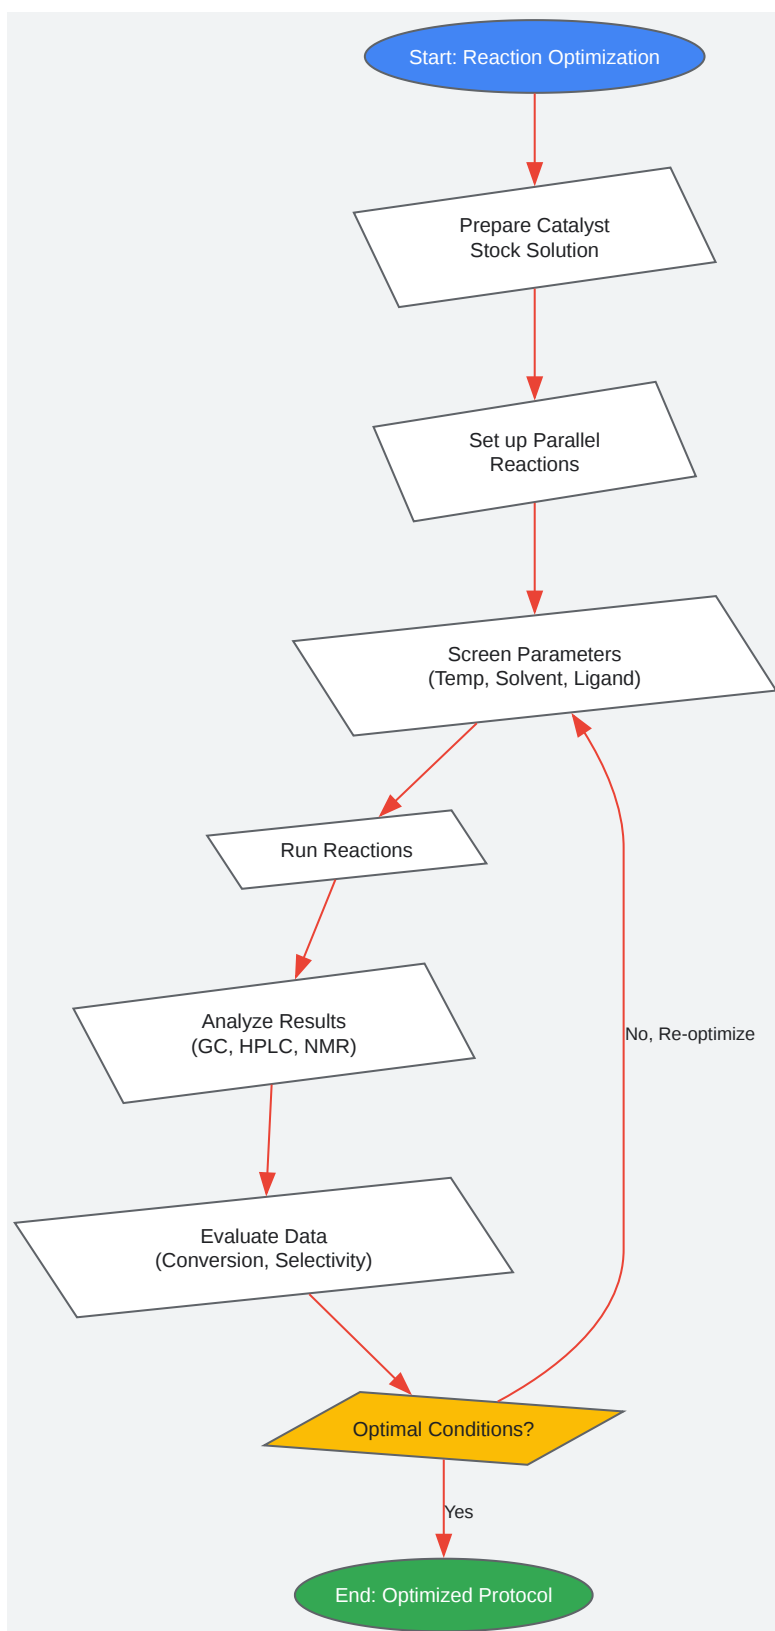 Start: Reaction Optimization
Prepare Catalyst
Stock Solution
Set up Parallel
Reactions
Screen Parameters
(Temp, Solvent, Ligand)
Run Reactions
Analyze Results
(GC, HPLC, NMR)
No, Re-optimize
Evaluate Data
(Conversion, Selectivity)
Optimal Conditions?
Yes
End: Optimized Protocol